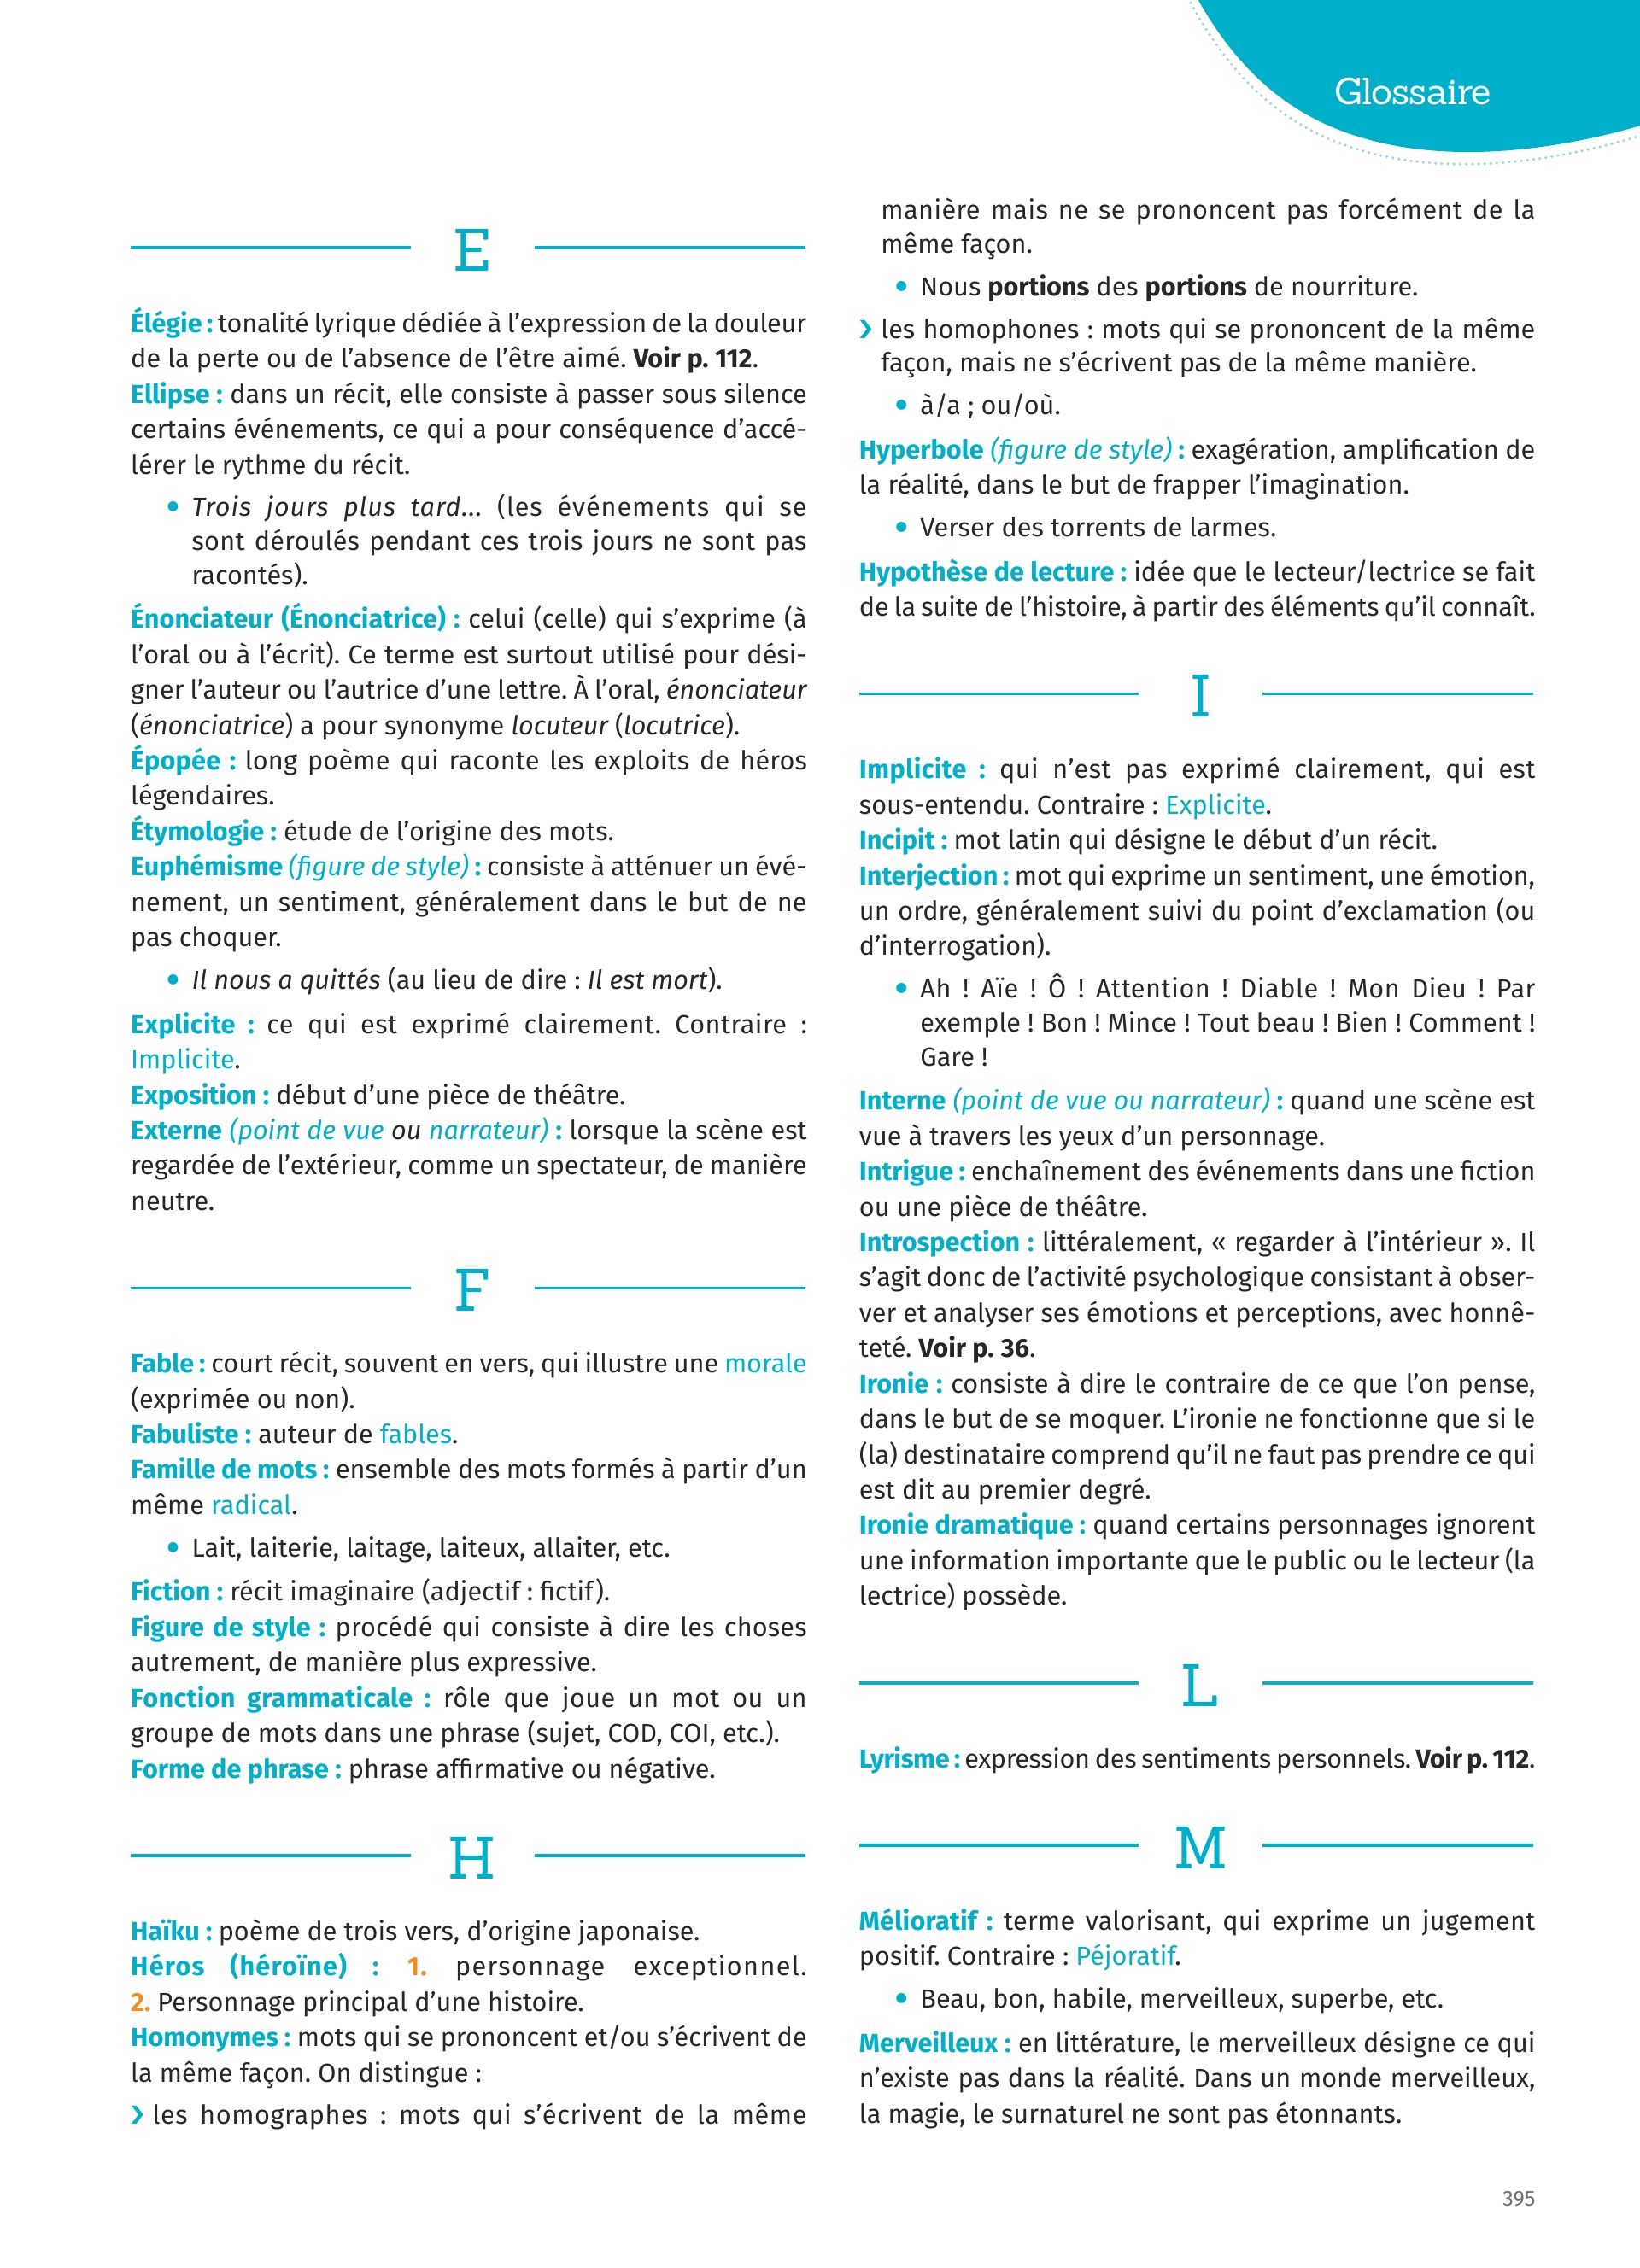 Glossaire
E
Élégie : tonalité lyrique dédiée à l’expression de la douleur
de la perte ou de l’absence de l’être aimé. Voir p. 112.
Ellipse : dans un récit, elle consiste à passer sous silence
certains événements, ce qui a pour conséquence d’accé-
lérer le rythme du récit.
• Trois jours plus tard... (les événements qui se
sont déroulés pendant ces trois jours ne sont pas
racontés).
Énonciateur (Énonciatrice) : celui (celle) qui s’exprime (à
l’oral ou à l’écrit). Ce terme est surtout utilisé pour dési-
gner l’auteur ou l’autrice d’une lettre. À l’oral, énonciateur
(énonciatrice) a pour synonyme locuteur (locutrice).
Épopée : long poème qui raconte les exploits de héros
légendaires.
Étymologie : étude de l’origine des mots.
Euphémisme (figure de style) : consiste à atténuer un évé-
nement, un sentiment, généralement dans le but de ne
pas choquer.
• Il nous a quittés (au lieu de dire : Il est mort).
Explicite : ce qui est exprimé clairement. Contraire :
Implicite.
Exposition : début d’une pièce de théâtre.
Externe (point de vue ou narrateur) : lorsque la scène est
regardée de l’extérieur, comme un spectateur, de manière
neutre.
F
Fable : court récit, souvent en vers, qui illustre une morale
(exprimée ou non).
Fabuliste : auteur de fables.
Famille de mots : ensemble des mots formés à partir d’un
même radical.
• Lait, laiterie, laitage, laiteux, allaiter, etc.
Fiction : récit imaginaire (adjectif : fictif).
Figure de style : procédé qui consiste à dire les choses
autrement, de manière plus expressive.
Fonction grammaticale : rôle que joue un mot ou un
groupe de mots dans une phrase (sujet, COD, COI, etc.).
Forme de phrase : phrase affirmative ou négative.
H
Haïku : poème de trois vers, d’origine japonaise.
Héros (héroïne) : 1. personnage exceptionnel.
2. Personnage principal d’une histoire.
Homonymes : mots qui se prononcent et/ou s’écrivent de
la même façon. On distingue :
› les homographes : mots qui s’écrivent de la même
manière mais ne se prononcent pas forcément de la
même façon.
• Nous portions des portions de nourriture.
› les homophones : mots qui se prononcent de la même
façon, mais ne s’écrivent pas de la même manière.
• à/a ; ou/où.
Hyperbole (figure de style) : exagération, amplification de
la réalité, dans le but de frapper l’imagination.
• Verser des torrents de larmes.
Hypothèse de lecture : idée que le lecteur/lectrice se fait
de la suite de l’histoire, à partir des éléments qu’il connaît.
I
Implicite : qui n’est pas exprimé clairement, qui est
sous-entendu. Contraire : Explicite.
Incipit : mot latin qui désigne le début d’un récit.
Interjection : mot qui exprime un sentiment, une émotion,
un ordre, généralement suivi du point d’exclamation (ou
d’interrogation).
• Ah ! Aïe ! Ô ! Attention ! Diable ! Mon Dieu ! Par
exemple ! Bon ! Mince ! Tout beau ! Bien ! Comment !
Gare !
Interne (point de vue ou narrateur) : quand une scène est
vue à travers les yeux d’un personnage.
Intrigue : enchaînement des événements dans une fiction
ou une pièce de théâtre.
Introspection : littéralement, « regarder à l’intérieur ». Il
s’agit donc de l’activité psychologique consistant à obser-
ver et analyser ses émotions et perceptions, avec honnê-
teté. Voir p. 36.
Ironie : consiste à dire le contraire de ce que l’on pense,
dans le but de se moquer. L’ironie ne fonctionne que si le
(la) destinataire comprend qu’il ne faut pas prendre ce qui
est dit au premier degré.
Ironie dramatique : quand certains personnages ignorent
une information importante que le public ou le lecteur (la
lectrice) possède.
L
Lyrisme : expression des sentiments personnels. Voir p. 112.
M
Mélioratif : terme valorisant, qui exprime un jugement
positif. Contraire : Péjoratif.
• Beau, bon, habile, merveilleux, superbe, etc.
Merveilleux : en littérature, le merveilleux désigne ce qui
n’existe pas dans la réalité. Dans un monde merveilleux,
la magie, le surnaturel ne sont pas étonnants.
395